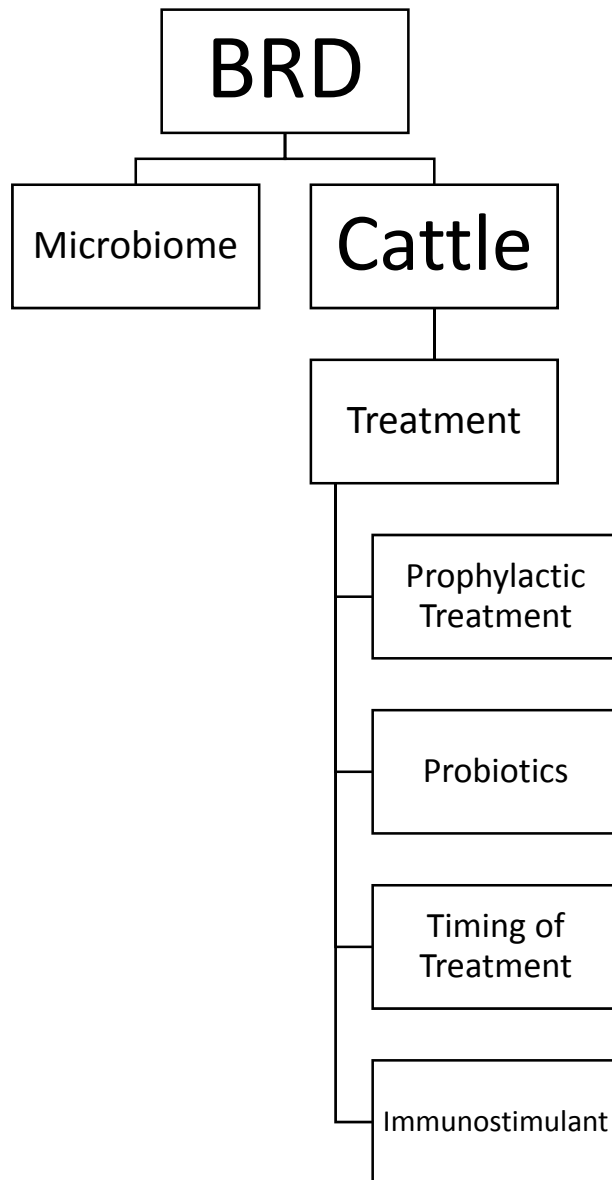 BRD
Microbiome
Cattle
Treatment
Prophylactic
Treatment
Probiotics
Timing of
Treatment
Immunostimulant